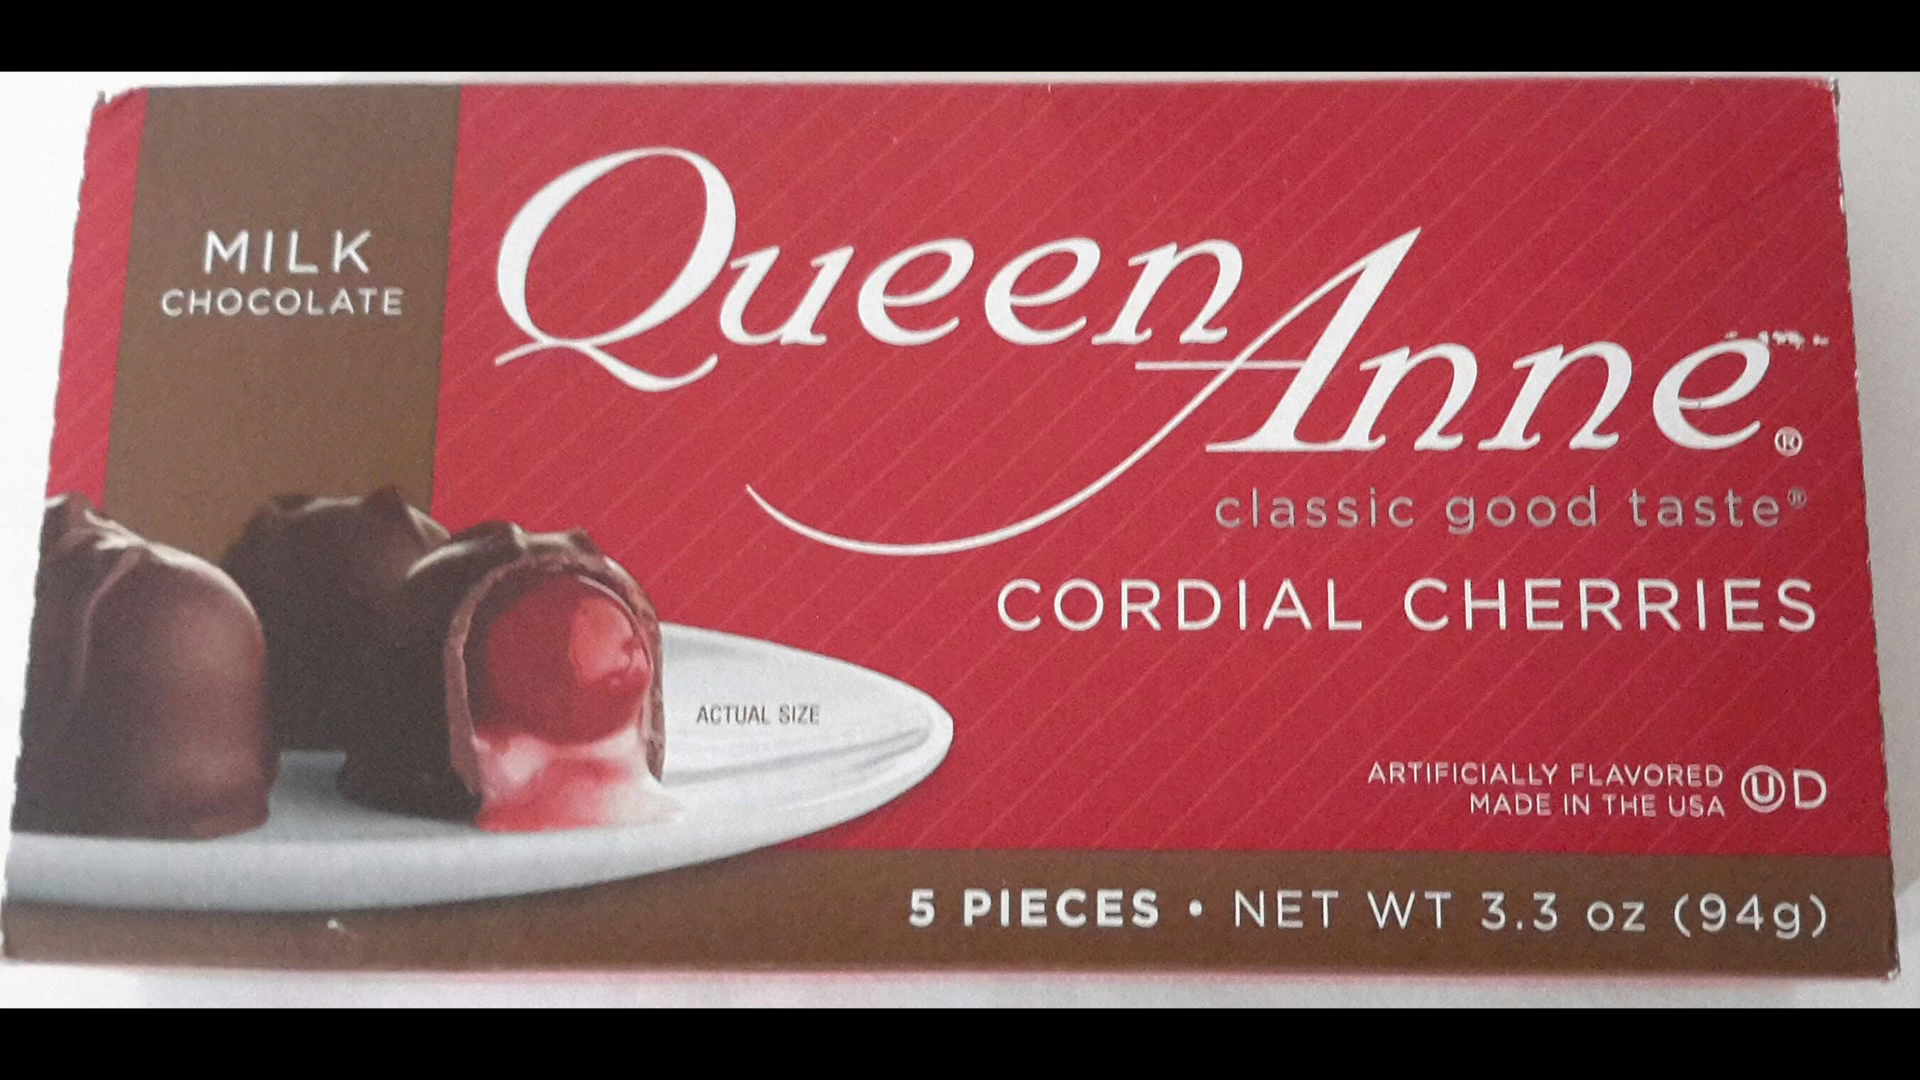 MILK
CHOCOLATE
Queen Anne®
classic good taste®
CORDIAL CHERRIES
ACTUAL SIZE
ARTIFICIALLY FLAVORED
MADE IN THE USA
Ⓤ D
5 PIECES • NET WT 3.3 oz (94g)